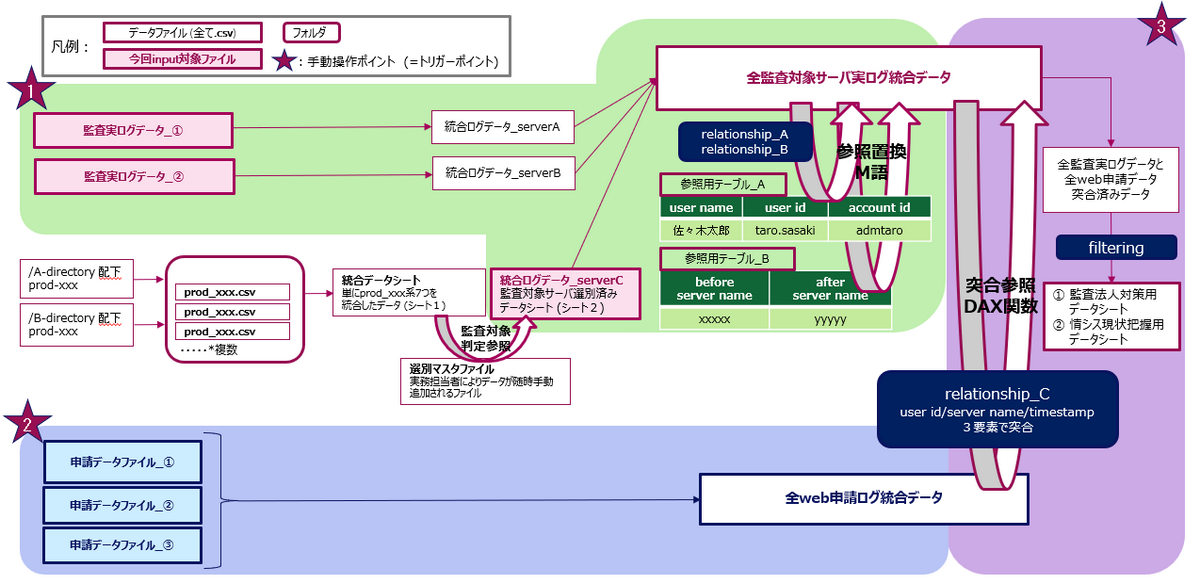 凡例：
データファイル（全て.csv）
フォルダ
今回input対象ファイル
：手動操作ポイント（=トリガーポイント）
1
監査実ログデータ_①
監査実ログデータ_②
統合ログデータ_serverA
統合ログデータ_serverB
全監査対象サーバ実ログ統合データ
3
relationship_A
relationship_B
参照置換
M語
参照用テーブル_A
user name
user id
account id
佐々木太郎
taro.sasaki
admtaro
参照用テーブル_B
before
server name
after
server name
xxxxx
yyyyy
全監査実ログデータと
全web申請データ
突合済みデータ
filtering
① 監査法人対策用
データシート
② 情シス現状把握用
データシート
/A-directory 配下
prod-xxx
/B-directory 配下
prod-xxx
prod_xxx.csv
prod_xxx.csv
prod_xxx.csv
・・・・・*複数
統合データシート
単にprod_xxx系7つを
統合したデータ（シート１）
統合ログデータ_serverC
監査対象サーバ選別済み
データシート（シート２）
監査対象
判定参照
選別マスタファイル
実務担当者によりデータが随時手動
追加されるファイル
突合参照
DAX関数
relationship_C
user id/server name/timestamp
３要素で突合
2
申請データファイル_①
申請データファイル_②
申請データファイル_③
全web申請ログ統合データ